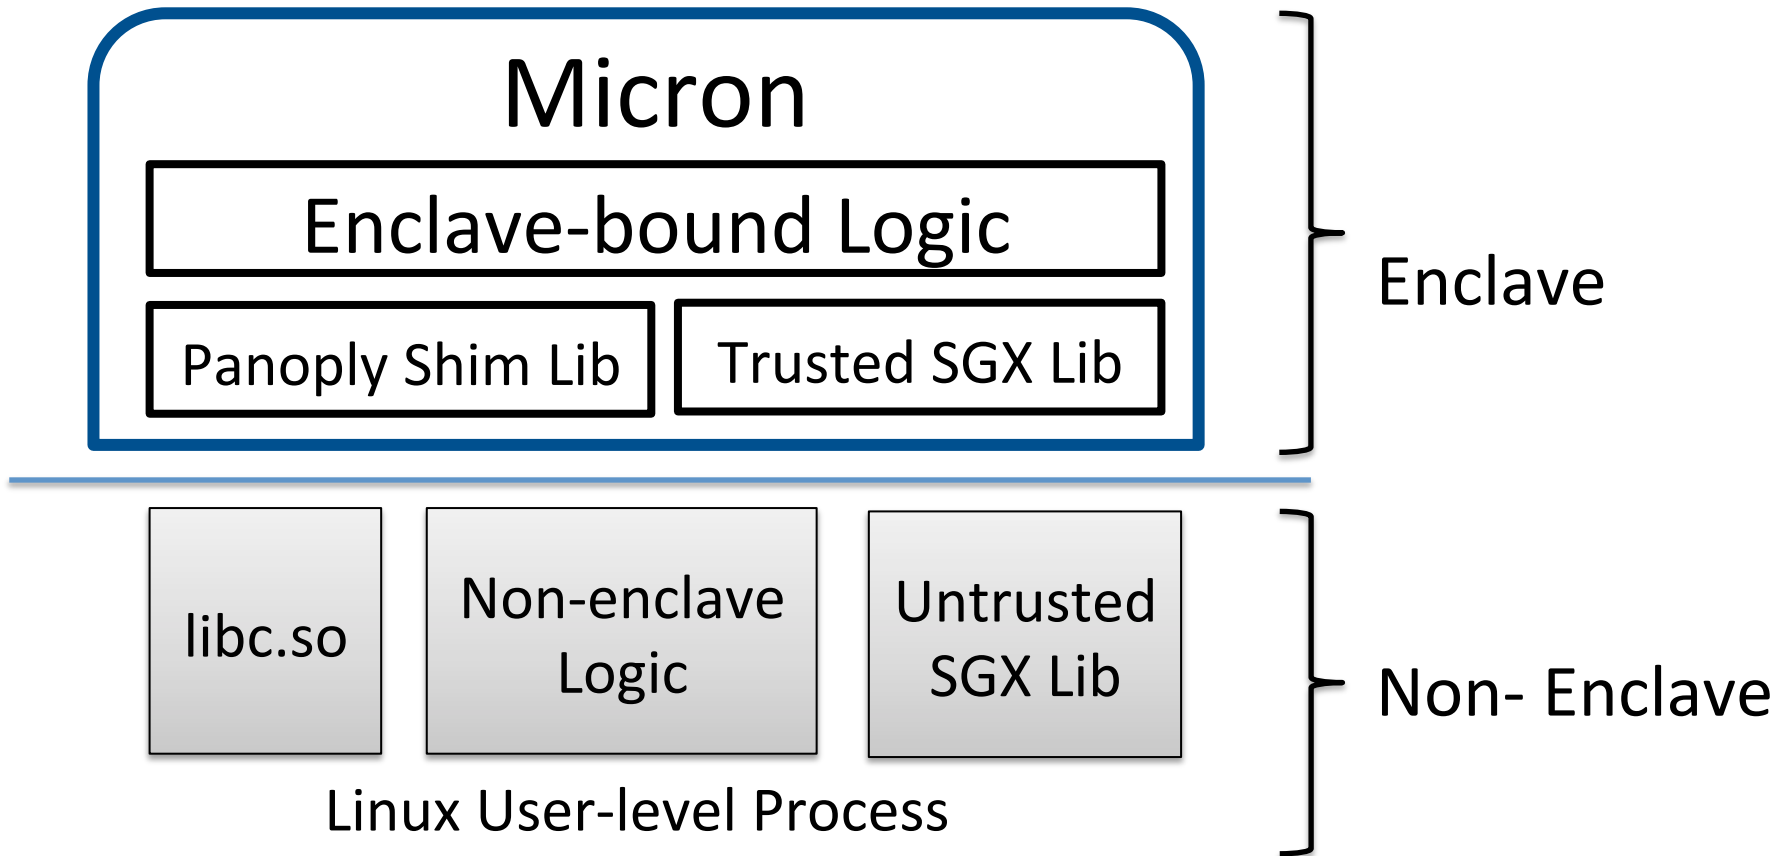 Micron
Enclave-bound Logic
Panoply Shim Lib
Trusted SGX Lib
Enclave
libc.so
Non-enclave
Logic
Untrusted
SGX Lib
Non- Enclave
Linux User-level Process